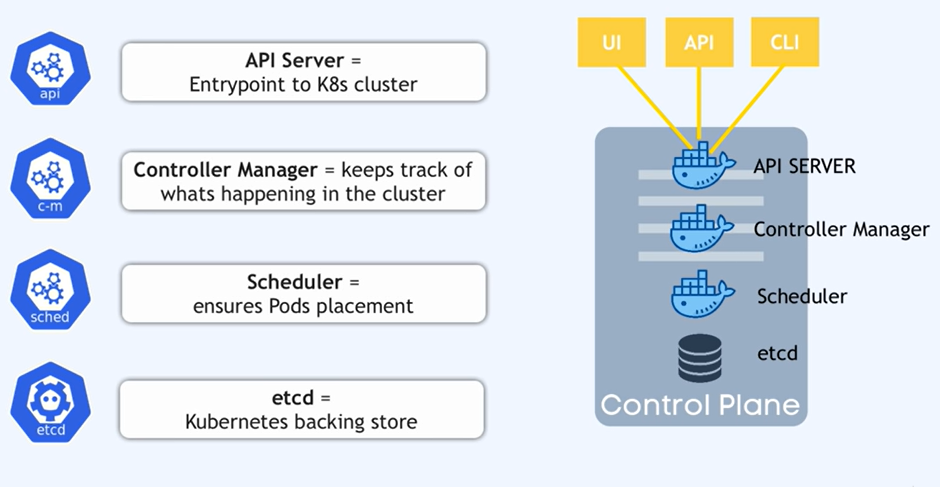 api
API Server =
Entrypoint to K8s cluster
c-m
Controller Manager = keeps track of
whats happening in the cluster
sched
Scheduler =
ensures Pods placement
etcd
etcd =
Kubernetes backing store
UI
API
CLI
API SERVER
Controller Manager
Scheduler
etcd
Control Plane